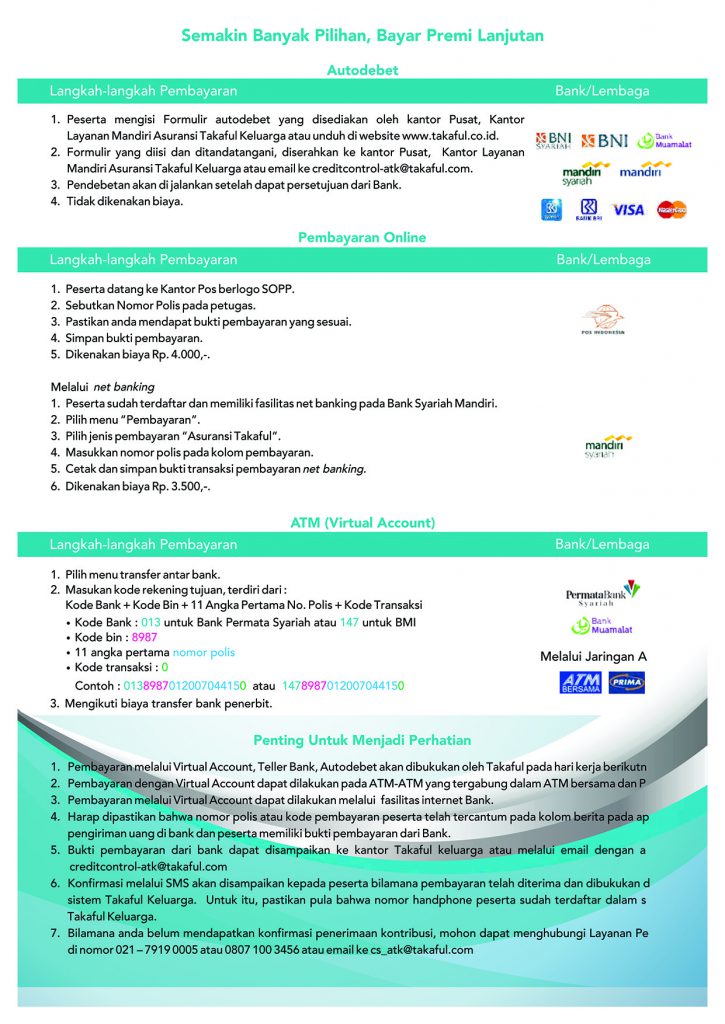 Semakin Banyak Pilihan, Bayar Premi Lanjutan
Autodebet
Langkah-langkah Pembayaran Bank/Lembaga
1. Peserta mengisi Formulir autodebet yang disediakan oleh kantor Pusat, Kantor
Layanan Mandiri Asuransi Takaful Keluarga atau unduh di website www.takaful.co.id.
2. Formulir yang diisi dan ditandatangani, diserahkan ke kantor Pusat, Kantor Layanan
Mandiri Asuransi Takaful Keluarga atau email ke creditcontrol-atk@takaful.com.
3. Pendebetan akan di jalankan setelah dapat persetujuan dari Bank.
4. Tidak dikenakan biaya.
BNI SYARIAH BNI Bank Muamalat
mandiri syariah mandiri
BANK BRI VISA MasterCard
Pembayaran Online
Langkah-langkah Pembayaran Bank/Lembaga
1. Peserta datang ke Kantor Pos berlogo SOPP.
2. Sebutkan Nomor Polis pada petugas.
3. Pastikan anda mendapat bukti pembayaran yang sesuai.
4. Simpan bukti pembayaran.
5. Dikenakan biaya Rp. 4.000,-.
POS INDONESIA
Melalui net banking
1. Peserta sudah terdaftar dan memiliki fasilitas net banking pada Bank Syariah Mandiri.
2. Pilih menu “Pembayaran”.
3. Pilih jenis pembayaran “Asuransi Takaful”.
4. Masukkan nomor polis pada kolom pembayaran.
5. Cetak dan simpan bukti transaksi pembayaran net banking.
6. Dikenakan biaya Rp. 3.500,-.
mandiri
syariah
ATM (Virtual Account)
Langkah-langkah Pembayaran Bank/Lembaga
1. Pilih menu transfer antar bank.
2. Masukan kode rekening tujuan, terdiri dari :
Kode Bank + Kode Bin + 11 Angka Pertama No. Polis + Kode Transaksi
• Kode Bank : 013 untuk Bank Permata Syariah atau 147 untuk BMI
• Kode bin : 8987
• 11 angka pertama nomor polis
• Kode transaksi : 0
Contoh : 0138987012007044150 atau 1478987012007044150
3. Mengikuti biaya transfer bank penerbit.
PermataBank
Syariah
Bank
Muamalat
Melalui Jaringan A
ATM BERSAMA PRIMA
Penting Untuk Menjadi Perhatian
1. Pembayaran melalui Virtual Account, Teller Bank, Autodebet akan dibukukan oleh Takaful pada hari kerja berikutn
2. Pembayaran dengan Virtual Account dapat dilakukan pada ATM-ATM yang tergabung dalam ATM bersama dan P
3. Pembayaran melalui Virtual Account dapat dilakukan melalui fasilitas internet Bank.
4. Harap dipastikan bahwa nomor polis atau kode pembayaran peserta telah tercantum pada kolom berita pada ap
pengiriman uang di bank dan peserta memiliki bukti pembayaran dari Bank.
5. Bukti pembayaran dari bank dapat disampaikan ke kantor Takaful keluarga atau melalui email dengan a
creditcontrol-atk@takaful.com
6. Konfirmasi melalui SMS akan disampaikan kepada peserta bilamana pembayaran telah diterima dan dibukukan d
sistem Takaful Keluarga. Untuk itu, pastikan pula bahwa nomor handphone peserta sudah terdaftar dalam s
Takaful Keluarga.
7. Bilamana anda belum mendapatkan konfirmasi penerimaan kontribusi, mohon dapat menghubungi Layanan Pe
di nomor 021 – 7919 0005 atau 0807 100 3456 atau email ke cs_atk@takaful.com